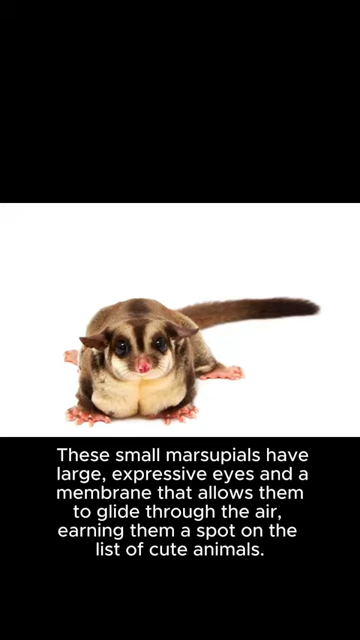 These small marsupials have
large, expressive eyes and a
membrane that allows them
to glide through the air,
earning them a spot on the
list of cute animals.